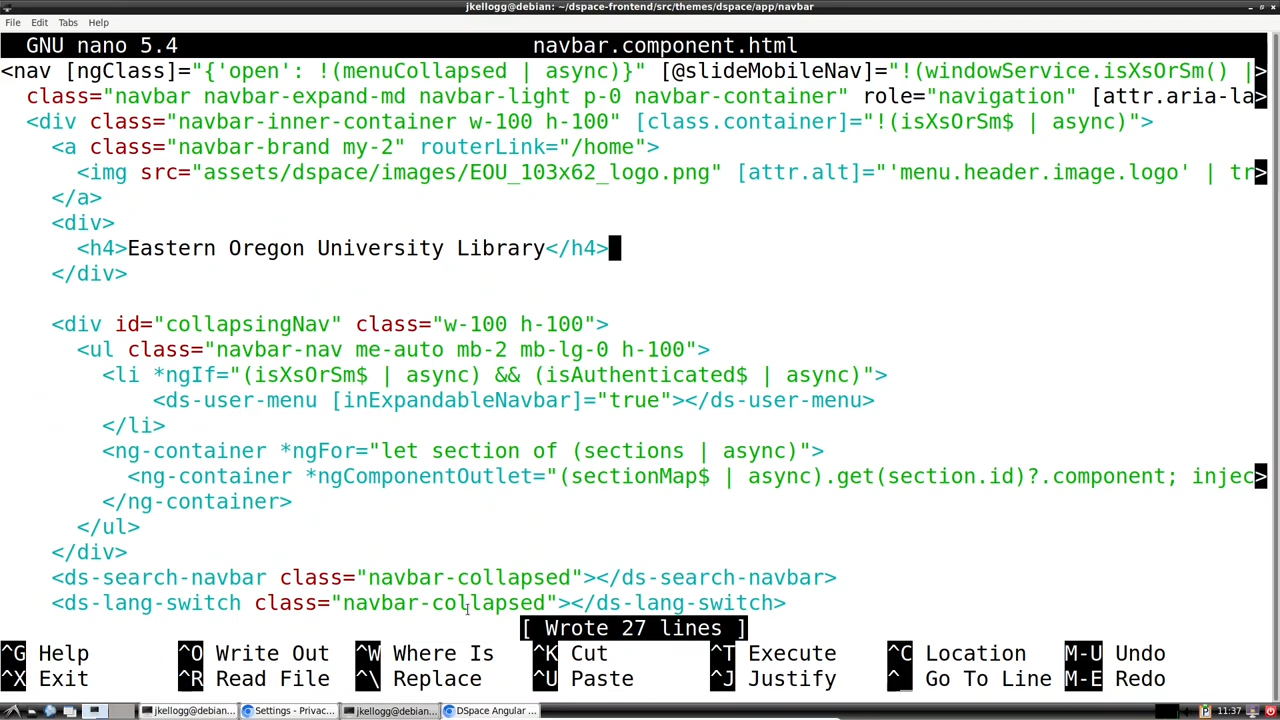 jkellogg@debian: ~/dspace-frontend/src/themes/dspace/app/navbar
File Edit Tabs Help
GNU nano 5.4 navbar.component.html
<nav [ngClass]="{'open': !(menuCollapsed | async)}" [@slideMobileNav]="!(windowService.isXsOrSm() |>
  class="navbar navbar-expand-md navbar-light p-0 navbar-container" role="navigation" [attr.aria-la>
  <div class="navbar-inner-container w-100 h-100" [class.container]="!(isXsOrSm$ | async)">
    <a class="navbar-brand my-2" routerLink="/home">
      <img src="assets/dspace/images/EOU_103x62_logo.png" [attr.alt]="'menu.header.image.logo' | tr>
    </a>
    <div>
      <h4>Eastern Oregon University Library</h4>
    </div>
    <div id="collapsingNav" class="w-100 h-100">
      <ul class="navbar-nav me-auto mb-2 mb-lg-0 h-100">
        <li *ngIf="(isXsOrSm$ | async) && (isAuthenticated$ | async)">
            <ds-user-menu [inExpandableNavbar]="true"></ds-user-menu>
        </li>
        <ng-container *ngFor="let section of (sections | async)">
          <ng-container *ngComponentOutlet="(sectionMap$ | async).get(section.id)?.component; injec>
        </ng-container>
      </ul>
    </div>
    <ds-search-navbar class="navbar-collapsed"></ds-search-navbar>
    <ds-lang-switch class="navbar-collapsed"></ds-lang-switch>
[ Wrote 27 lines ]
^G Help ^O Write Out ^W Where Is ^K Cut ^T Execute ^C Location M-U Undo
^X Exit ^R Read File ^\ Replace ^U Paste ^J Justify ^_ Go To Line M-E Redo
jkellogg@debian... Settings - Privac... jkellogg@debian... DSpace Angular ... 11:37